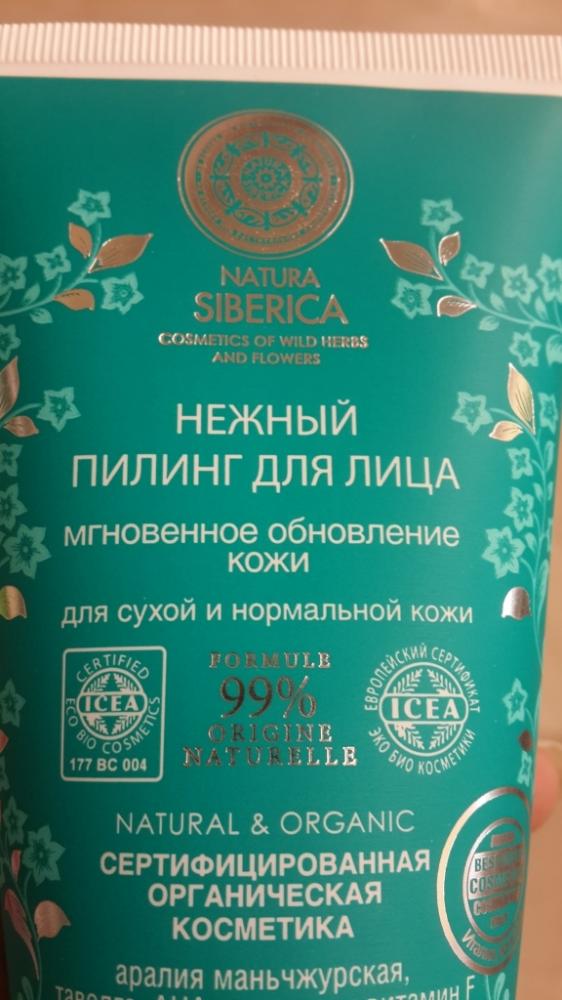 NATURA
SIBERICA
COSMETICS OF WILD HERBS
AND FLOWERS
НЕЖНЫЙ
ПИЛИНГ ДЛЯ ЛИЦА
мгновенное обновление
кожи
для сухой и нормальной кожи
CERTIFIED
ICEA
ECO BIO COSMETICS
177 BC 004
FORMULE
99%
ORIGINE
NATURELLE
ЕВРОПЕЙСКИЙ СЕРТИФИКАТ
ICEA
ЭКО БИО КОСМЕТИКИ
NATURAL & ORGANIC
СЕРТИФИЦИРОВАННАЯ
ОРГАНИЧЕСКАЯ
КОСМЕТИКА
BES
COSM
аралия маньчжурская,